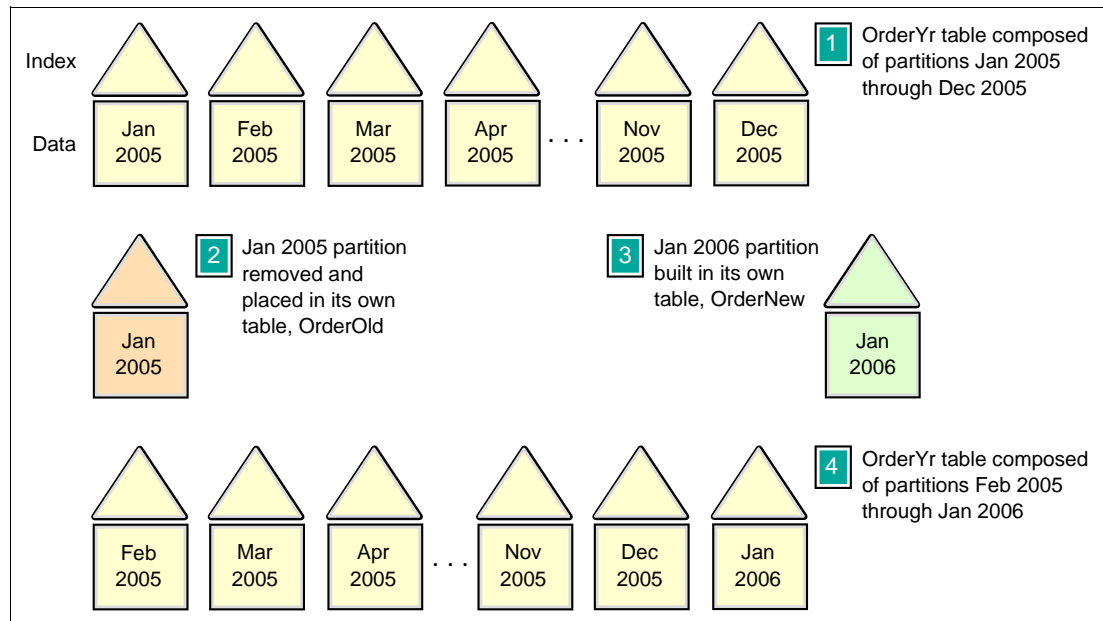 Index
Data
Jan
2005
Feb
2005
Mar
2005
Apr
2005
. . .
Nov
2005
Dec
2005
1
OrderYr table composed
of partitions Jan 2005
through Dec 2005
Jan
2005
2
Jan 2005 partition
removed and
placed in its own
table, OrderOld
3
Jan 2006 partition
built in its own
table, OrderNew
Jan
2006
Feb
2005
Mar
2005
Apr
2005
. . .
Nov
2005
Dec
2005
Jan
2006
4
OrderYr table composed
of partitions Feb 2005
through Jan 2006